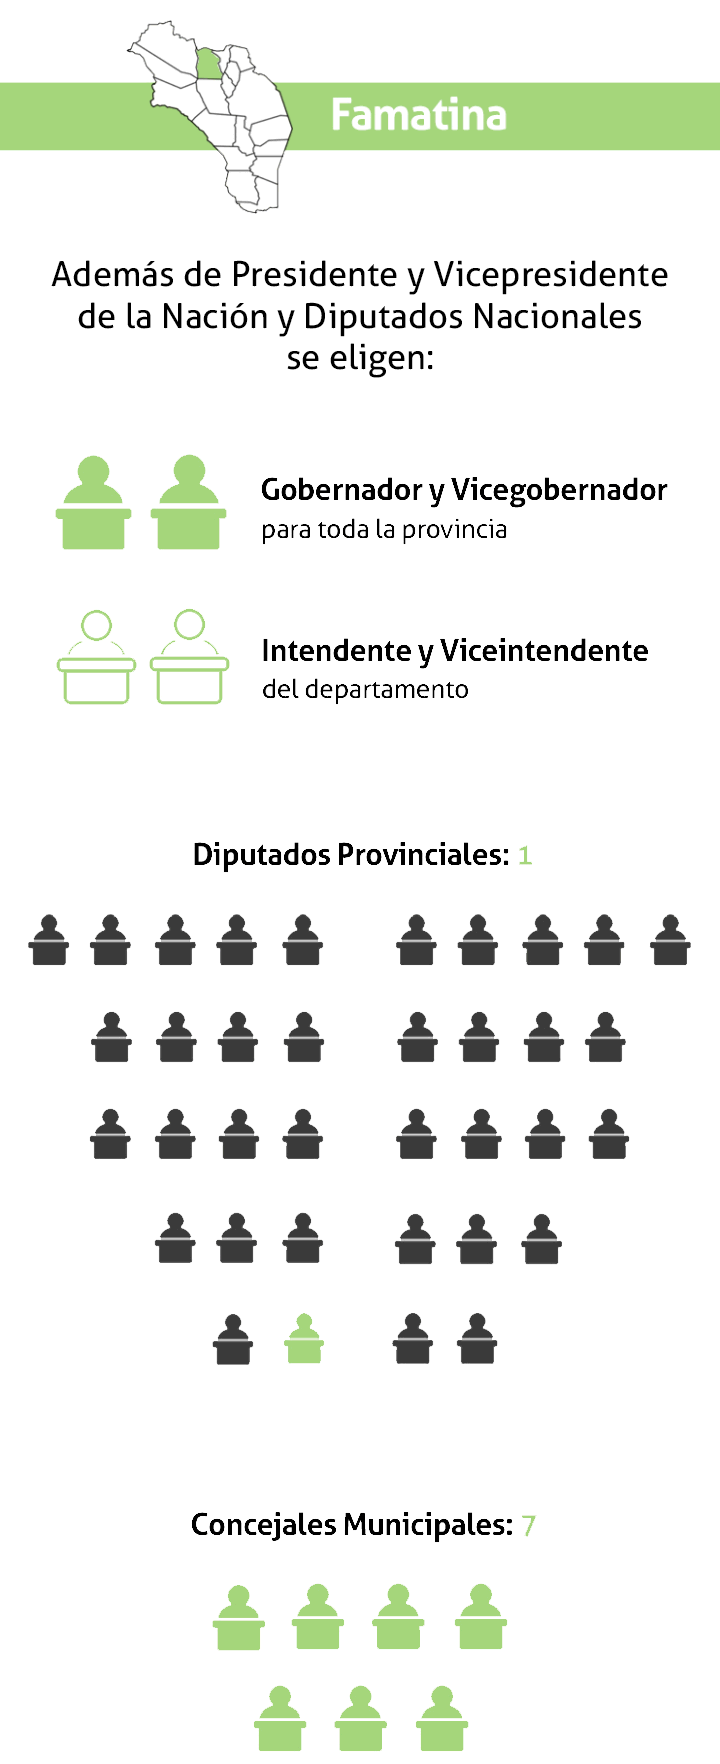 Famatina
Además de Presidente y Vicepresidente
de la Nación y Diputados Nacionales
se eligen:
Gobernador y Vicegobernador
para toda la provincia
Intendente y Viceintendente
del departamento
Diputados Provinciales: 1
Concejales Municipales: 7